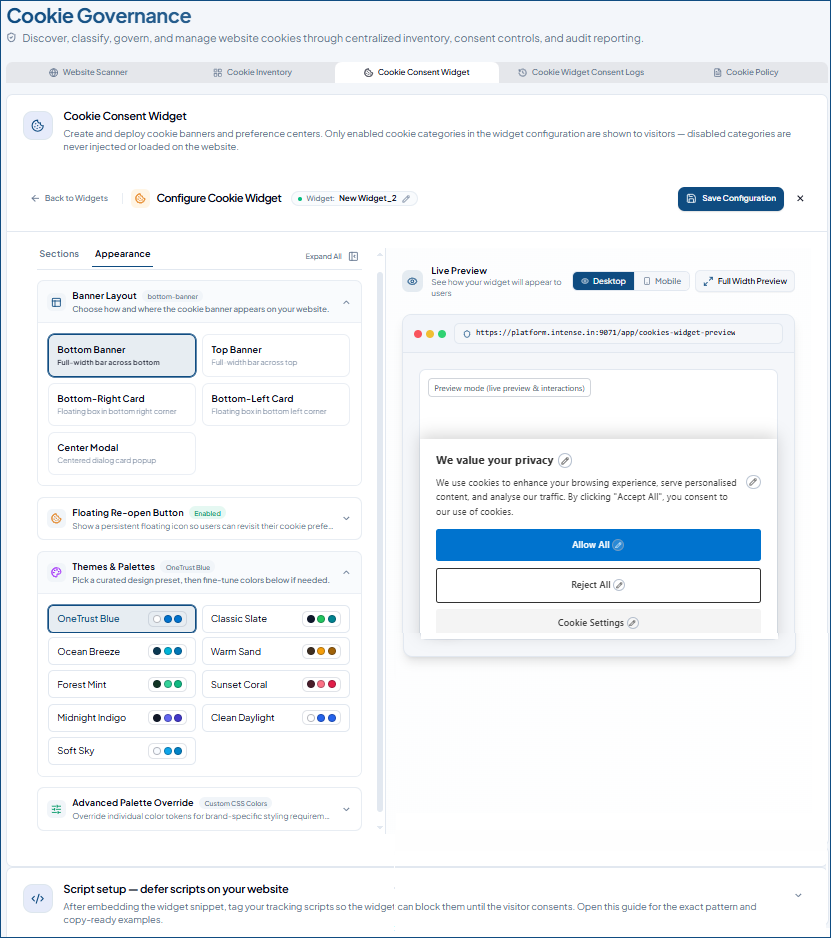 Cookie Governance
Discover, classify, govern, and manage website cookies through centralized inventory, consent controls, and audit reporting.
Website Scanner
Cookie Inventory
Cookie Consent Widget
Cookie Widget Consent Logs
Cookie Policy
Cookie Consent Widget
Create and deploy cookie banners and preference centers. Only enabled cookie categories in the widget configuration are shown to visitors — disabled categories are
never injected or loaded on the website.
Back to Widgets
Configure Cookie Widget
Widget: New Widget_2
Save Configuration
Sections
Appearance
Expand All
Banner Layout bottom-banner
Choose how and where the cookie banner appears on your website.
Bottom Banner
Full-width bar across bottom
Top Banner
Full-width bar across top
Bottom-Right Card
Floating box in bottom right corner
Bottom-Left Card
Floating box in bottom left corner
Center Modal
Centered dialog card popup
Floating Re-open Button Enabled
Show a persistent floating icon so users can revisit their cookie prefe...
Themes & Palettes OneTrust Blue
Pick a curated design preset, then fine-tune colors below if needed.
OneTrust Blue
Classic Slate
Ocean Breeze
Warm Sand
Forest Mint
Sunset Coral
Midnight Indigo
Clean Daylight
Soft Sky
Advanced Palette Override Custom CSS Colors
Override individual color tokens for brand-specific styling requirem...
Live Preview
See how your widget will appear to
users
Desktop
Mobile
Full Width Preview
https://platform.intense.in:9071/app/cookies-widget-preview
Preview mode (live preview & interactions)
We value your privacy
We use cookies to enhance your browsing experience, serve personalised
content, and analyse our traffic. By clicking "Accept All", you consent to
our use of cookies.
Allow All
Reject All
Cookie Settings
Script setup — defer scripts on your website
After embedding the widget snippet, tag your tracking scripts so the widget can block them until the visitor consents. Open this guide for the exact pattern and
copy-ready examples.